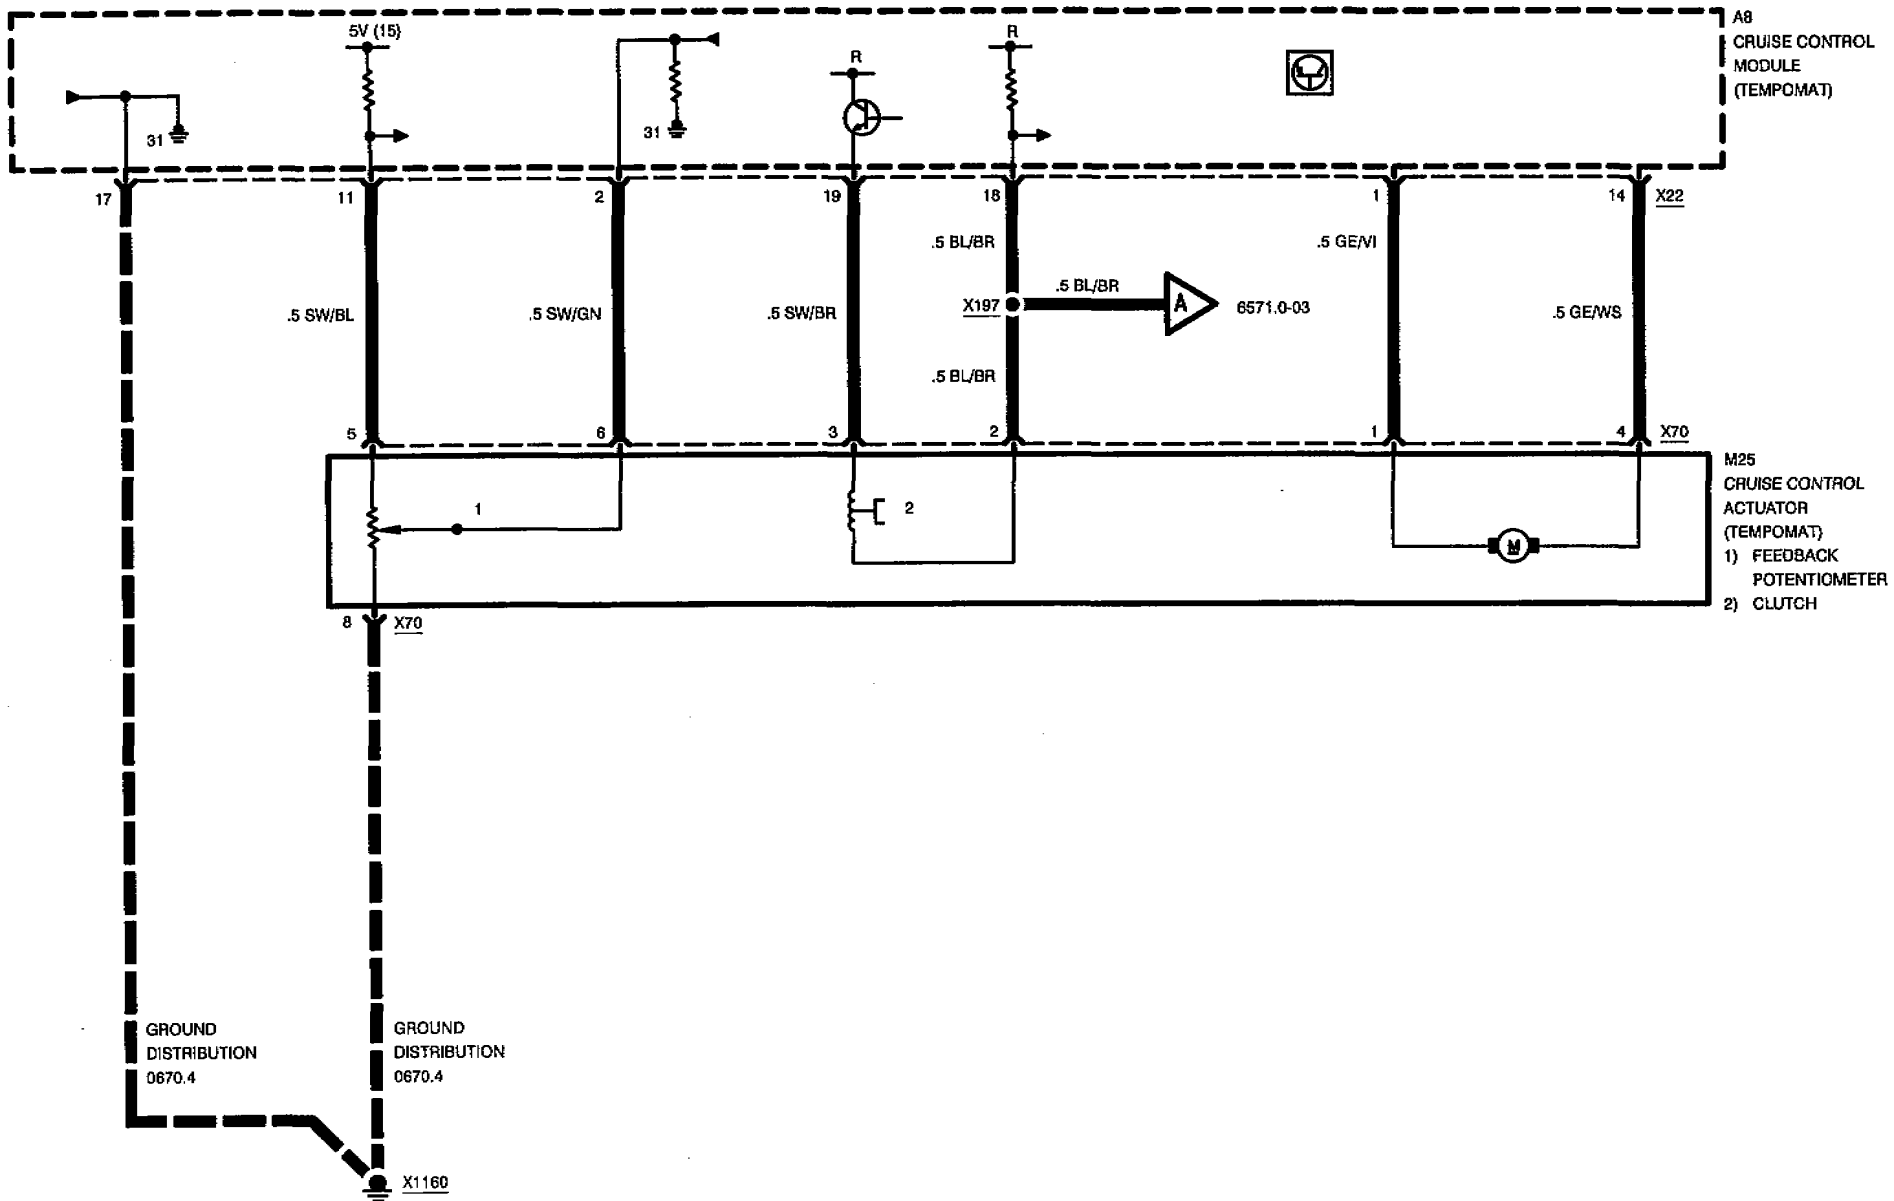 A8
CRUISE CONTROL
MODULE
(TEMPOMAT)
5V (15)
R
R
31
31
17
11
2
19
18
1
14
X22
.5 BL/BR
.5 GE/VI
.5 SW/BL
.5 SW/GN
.5 SW/BR
X197
.5 BL/BR
A
6571.0-03
.5 GE/WS
.5 BL/BR
5
6
3
2
1
4
X70
M25
CRUISE CONTROL
ACTUATOR
(TEMPOMAT)
1) FEEDBACK
POTENTIOMETER
2) CLUTCH
1
2
M
8
X70
GROUND
DISTRIBUTION
0670.4
GROUND
DISTRIBUTION
0670.4
X1160